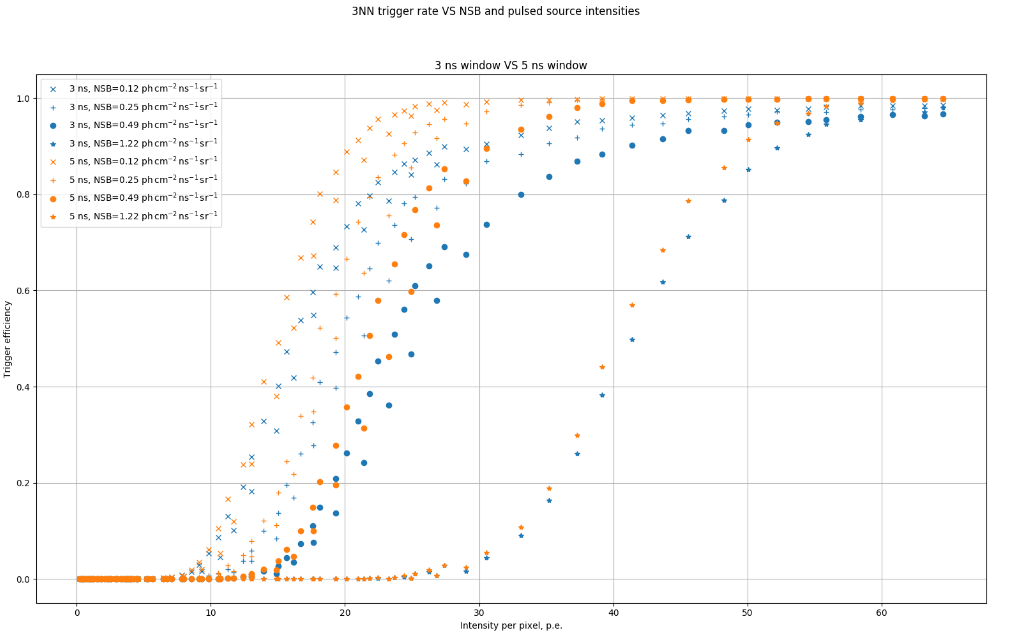 3NN trigger rate VS NSB and pulsed source intensities
3 ns window VS 5 ns window
3 ns, NSB=0.12 ph cm⁻² ns⁻¹ sr⁻¹
3 ns, NSB=0.25 ph cm⁻² ns⁻¹ sr⁻¹
3 ns, NSB=0.49 ph cm⁻² ns⁻¹ sr⁻¹
3 ns, NSB=1.22 ph cm⁻² ns⁻¹ sr⁻¹
5 ns, NSB=0.12 ph cm⁻² ns⁻¹ sr⁻¹
5 ns, NSB=0.25 ph cm⁻² ns⁻¹ sr⁻¹
5 ns, NSB=0.49 ph cm⁻² ns⁻¹ sr⁻¹
5 ns, NSB=1.22 ph cm⁻² ns⁻¹ sr⁻¹
Trigger efficiency
1.0
0.8
0.6
0.4
0.2
0.0
0 10 20 30 40 50 60
Intensity per pixel, p.e.